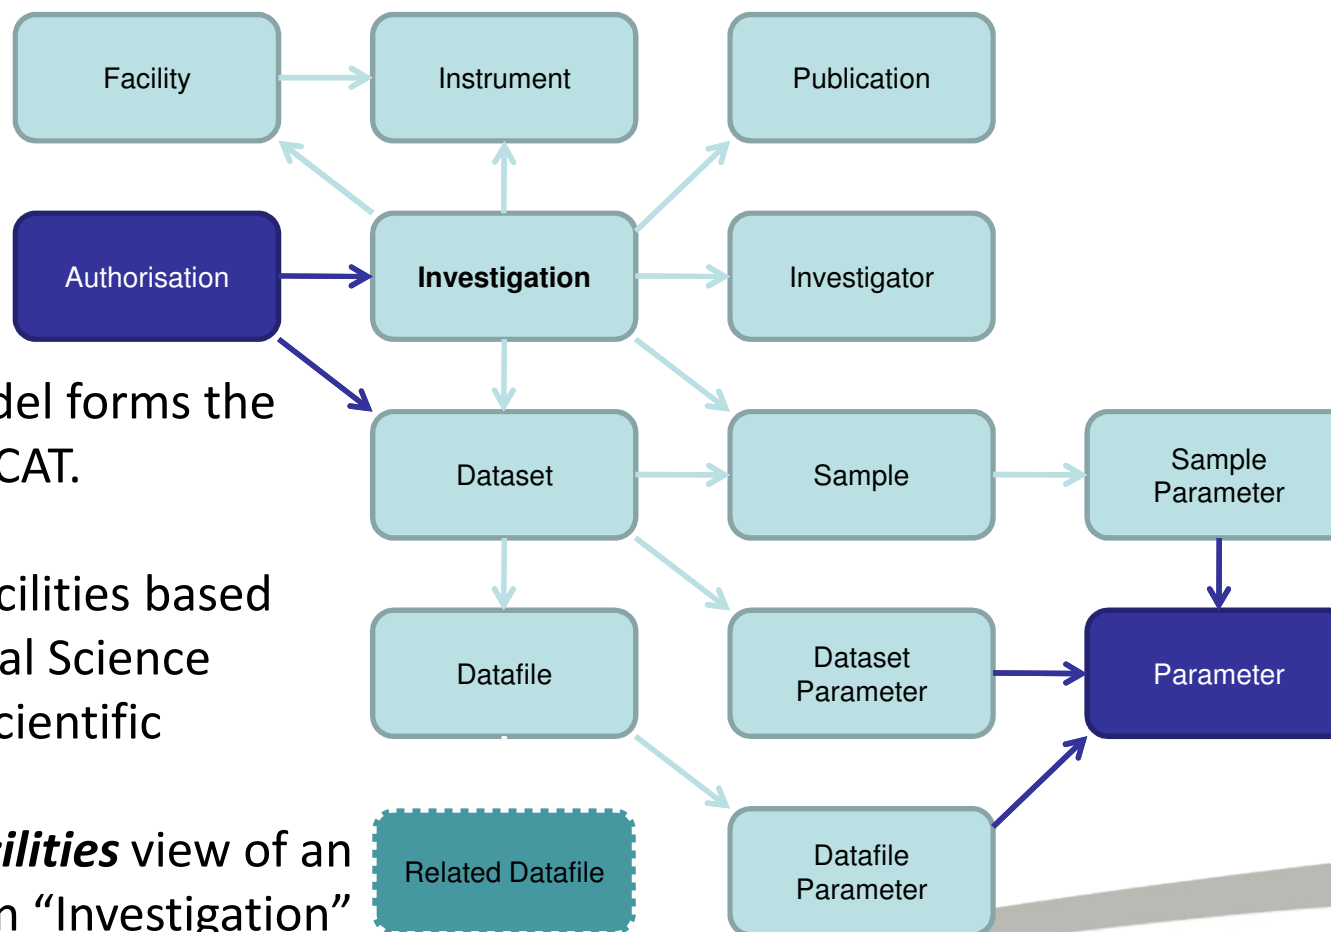 Facility
Instrument
Publication
Authorisation
Investigation
Investigator
del forms the
CAT.
Dataset
Sample
Sample
Parameter
cilities based
al Science
cientific
Datafile
Dataset
Parameter
Parameter
ilities view of an
n “Investigation”
Related Datafile
Datafile
Parameter